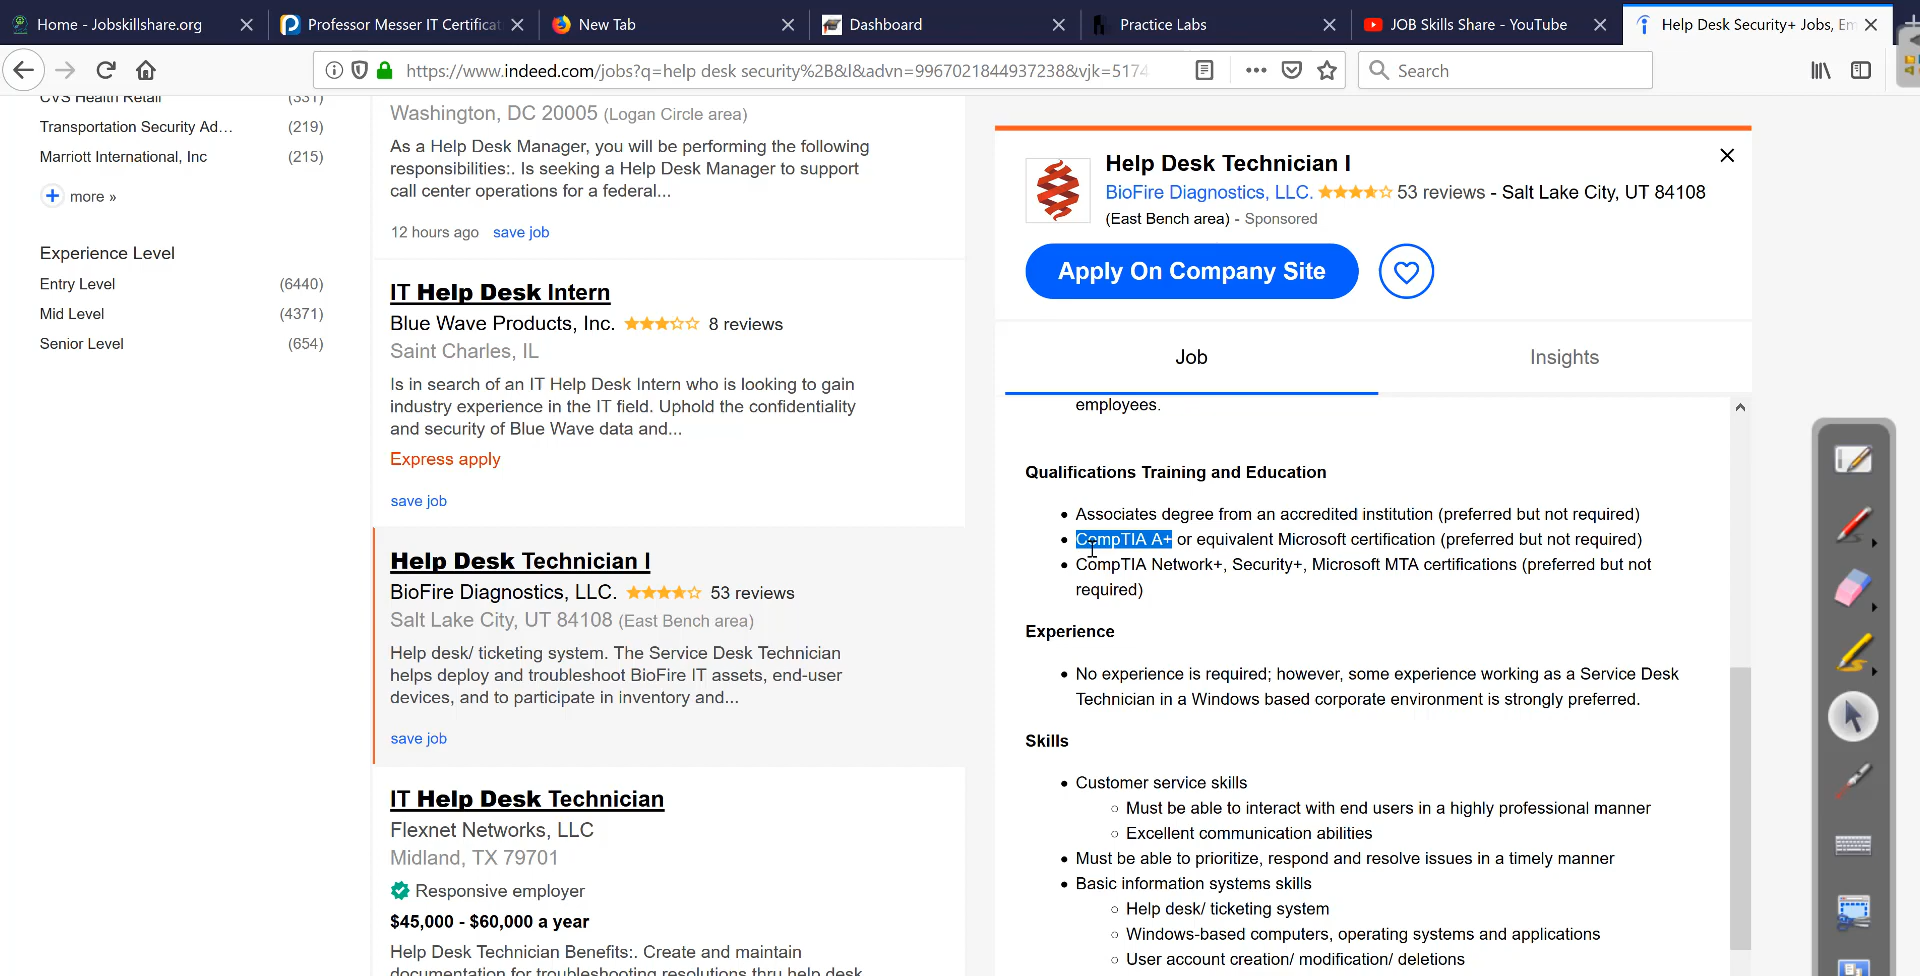 Home - Jobskillshare.org
Professor Messer IT Certificat
New Tab
Dashboard
Practice Labs
JOB Skills Share - YouTube
Help Desk Security+ Jobs, Em
https://www.indeed.com/jobs?q=help desk security%2B&l&advn=9967021844937238&vjk=5174
Search
CVS Health Retail (331)
Transportation Security Ad... (219)
Marriott International, Inc (215)
more »
Experience Level
Entry Level (6440)
Mid Level (4371)
Senior Level (654)
Washington, DC 20005 (Logan Circle area)
As a Help Desk Manager, you will be performing the following
responsibilities:. Is seeking a Help Desk Manager to support
call center operations for a federal...
12 hours ago save job
IT Help Desk Intern
Blue Wave Products, Inc. 8 reviews
Saint Charles, IL
Is in search of an IT Help Desk Intern who is looking to gain
industry experience in the IT field. Uphold the confidentiality
and security of Blue Wave data and...
Express apply
save job
Help Desk Technician I
BioFire Diagnostics, LLC. 53 reviews
Salt Lake City, UT 84108 (East Bench area)
Help desk/ ticketing system. The Service Desk Technician
helps deploy and troubleshoot BioFire IT assets, end-user
devices, and to participate in inventory and...
save job
IT Help Desk Technician
Flexnet Networks, LLC
Midland, TX 79701
Responsive employer
$45,000 - $60,000 a year
Help Desk Technician Benefits:. Create and maintain
documentation for troubleshooting resolutions thru help desk
Help Desk Technician I
BioFire Diagnostics, LLC. 53 reviews - Salt Lake City, UT 84108
(East Bench area) - Sponsored
Apply On Company Site
Job
Insights
employees.
Qualifications Training and Education
• Associates degree from an accredited institution (preferred but not required)
• CompTIA A+ or equivalent Microsoft certification (preferred but not required)
• CompTIA Network+, Security+, Microsoft MTA certifications (preferred but not
required)
Experience
• No experience is required; however, some experience working as a Service Desk
Technician in a Windows based corporate environment is strongly preferred.
Skills
• Customer service skills
○ Must be able to interact with end users in a highly professional manner
○ Excellent communication abilities
• Must be able to prioritize, respond and resolve issues in a timely manner
• Basic information systems skills
○ Help desk/ ticketing system
○ Windows-based computers, operating systems and applications
○ User account creation/ modification/ deletions